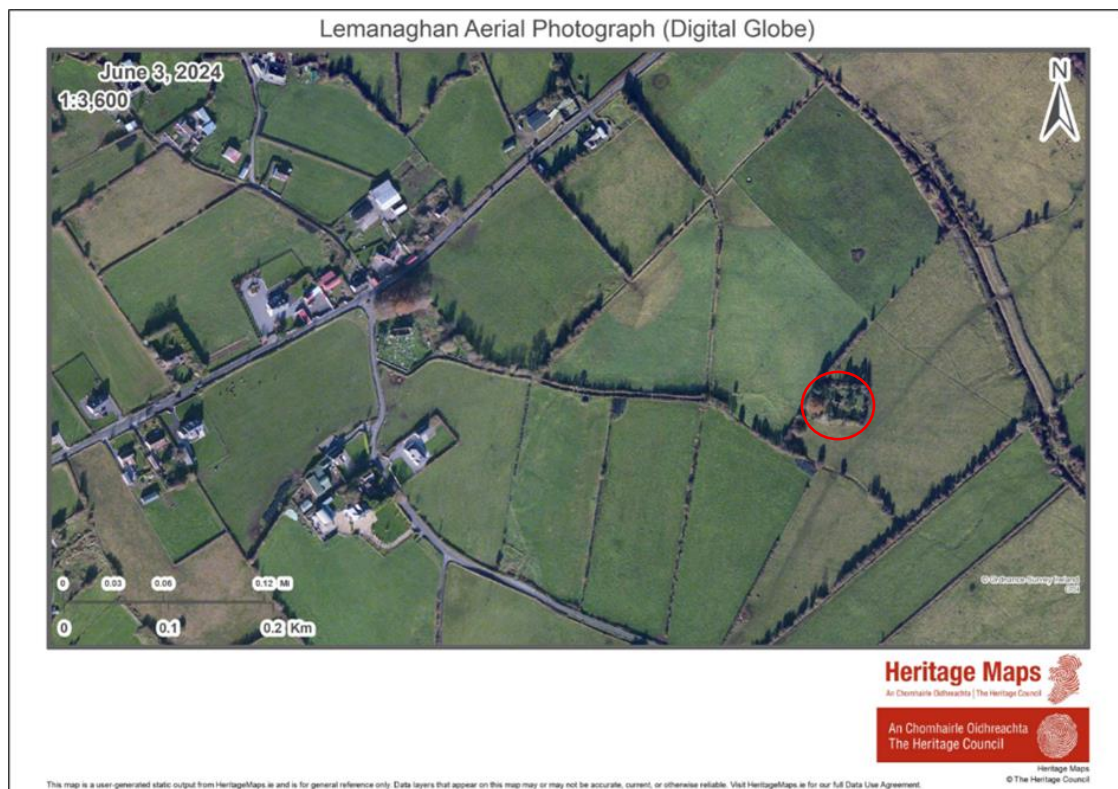 Lemanaghan Aerial Photograph (Digital Globe)
June 3, 2024
1:3,600
N
0 0.03 0.06 0.12 Mi
0 0.1 0.2 Km
© Ordnance Survey Ireland
Heritage Maps
An Chomhairle Oidhreachta | The Heritage Council
An Chomhairle Oidhreachta
The Heritage Council
Heritage Maps
© The Heritage Council
This map is a user-generated static output from HeritageMaps.ie and is for general reference only. Data layers that appear on this map may or may not be accurate, current, or otherwise reliable. Visit HeritageMaps.ie for our full Data Use Agreement.